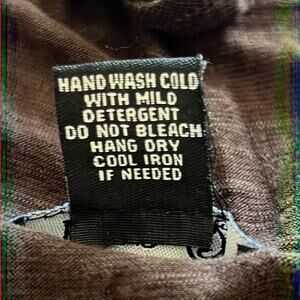 HAND WASH COLD
WITH MILD
DETERGENT
DO NOT BLEACH
HANG DRY
COOL IRON
IF NEEDED